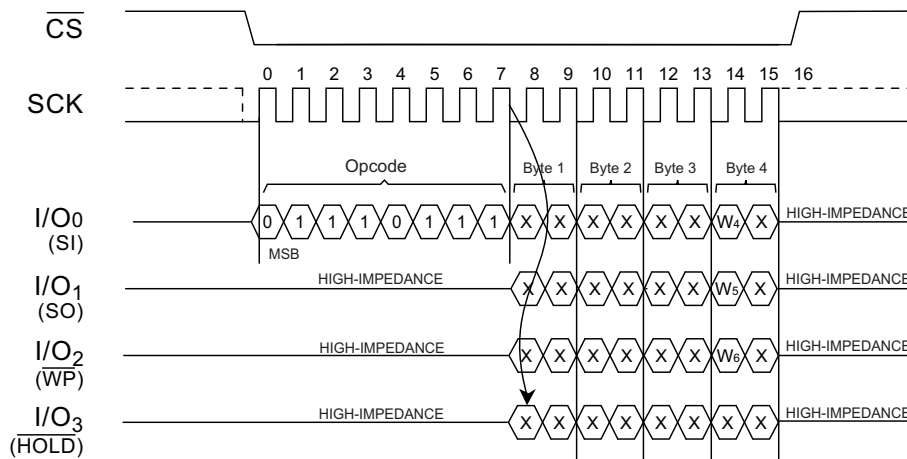 CS
0 1 2 3 4 5 6 7 8 9 10 11 12 13 14 15 16
SCK
Opcode Byte 1 Byte 2 Byte 3 Byte 4
I/O0 0 1 1 1 0 1 1 1 X X X X X X W4 X HIGH-IMPEDANCE
(SI) MSB
I/O1 HIGH-IMPEDANCE X X X X X X W5 X HIGH-IMPEDANCE
(SO)
I/O2 HIGH-IMPEDANCE X X X X X X W6 X HIGH-IMPEDANCE
(WP)
I/O3 HIGH-IMPEDANCE X X X X X X X X HIGH-IMPEDANCE
(HOLD)